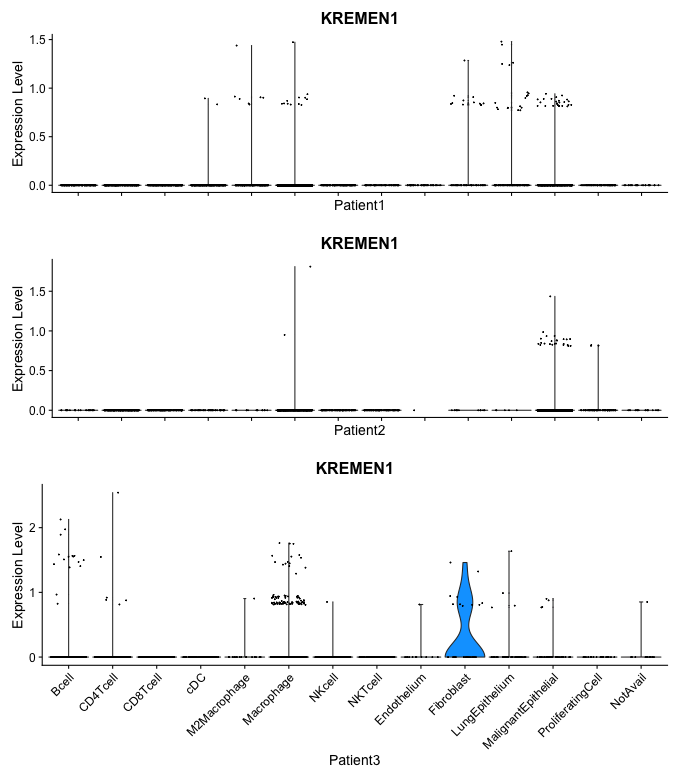 KREMEN1
Expression Level
1.5
1.0
0.5
0.0
Patient1
KREMEN1
Expression Level
1.5
1.0
0.5
0.0
Patient2
KREMEN1
Expression Level
2
1
0
Bcell
CD4Tcell
CD8Tcell
cDC
M2Macrophage
Macrophage
NKcell
NKTcell
Endothelium
Fibroblast
LungEpithelium
MalignantEpithelial
ProliferatingCell
NotAvail
Patient3